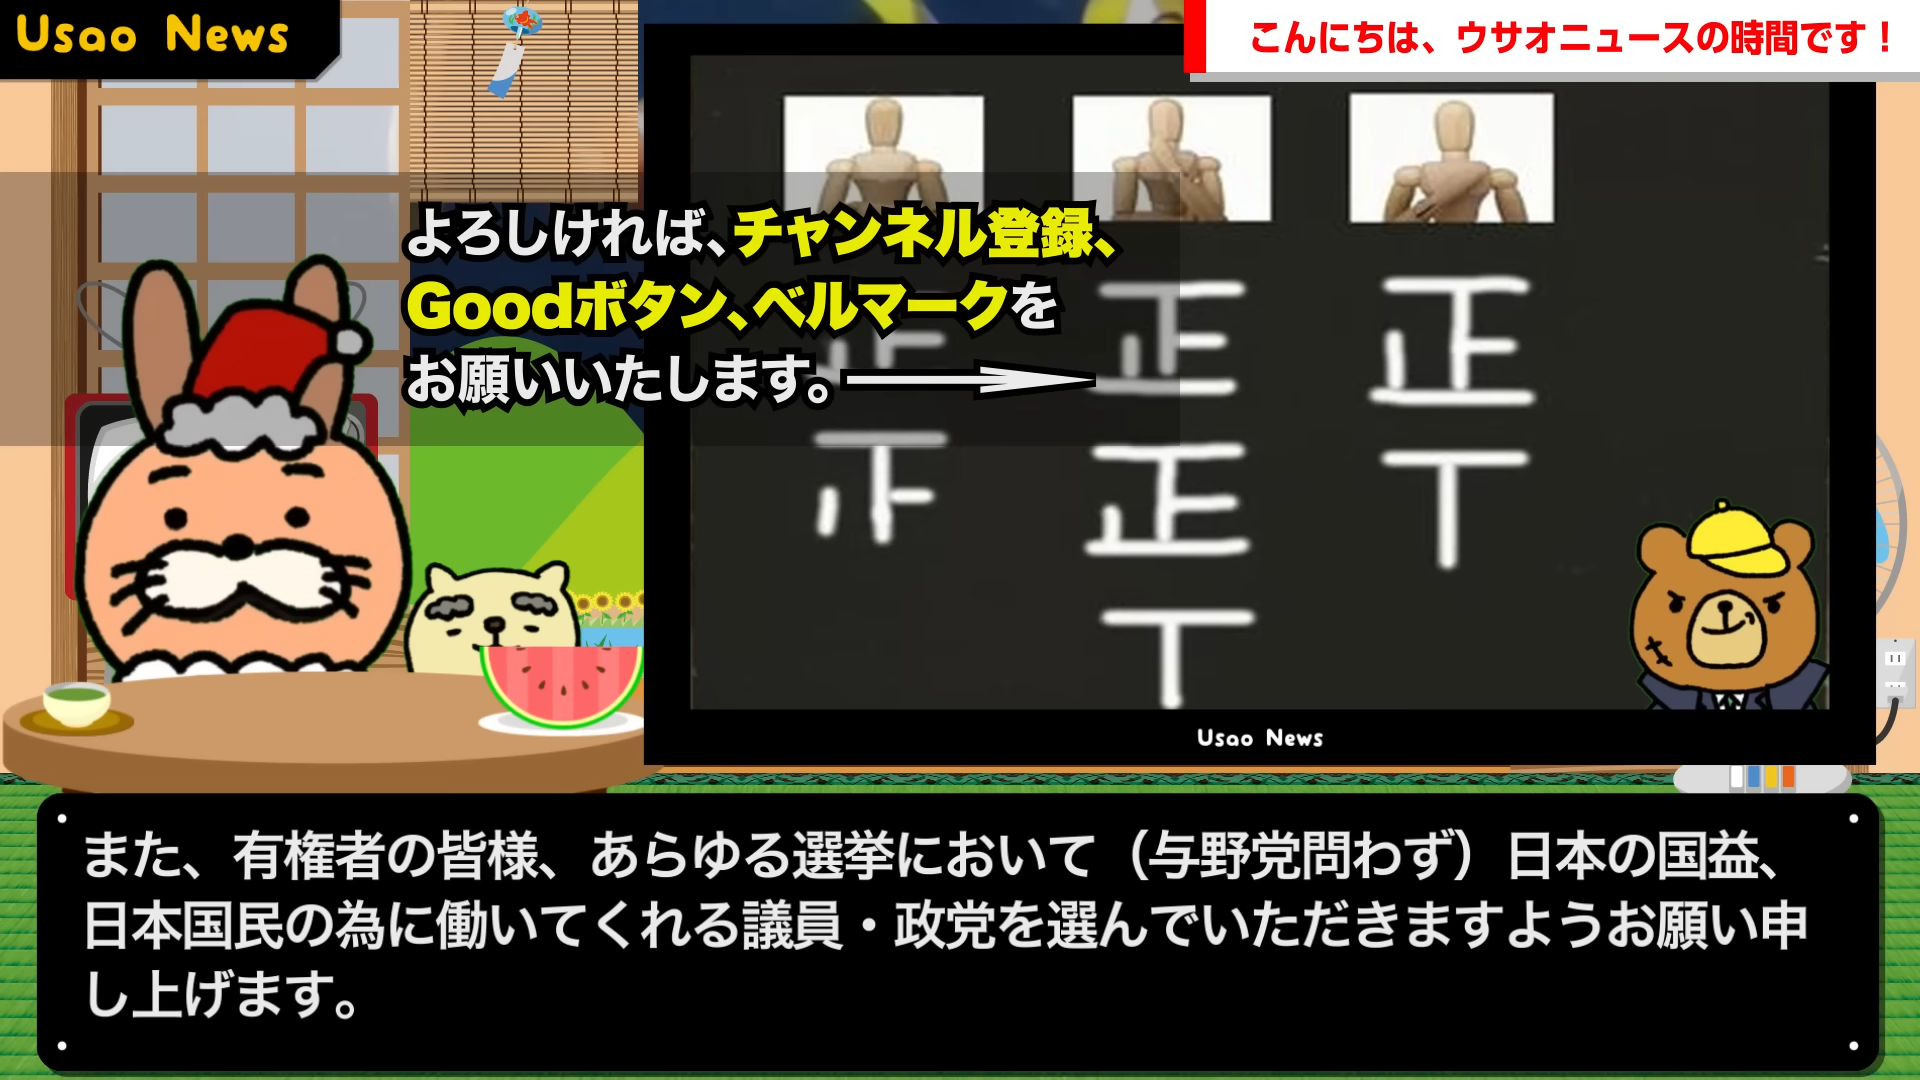 Usao News
こんにちは、ウサオニュースの時間です!
よろしければ、チャンネル登録、
Goodボタン、ベルマークを
お願いいたします。
正 正 正
正 T
T
Usao News
また、有権者の皆様、あらゆる選挙において(与野党問わず)日本の国益、
日本国民の為に働いてくれる議員・政党を選んでいただきますようお願い申
し上げます。